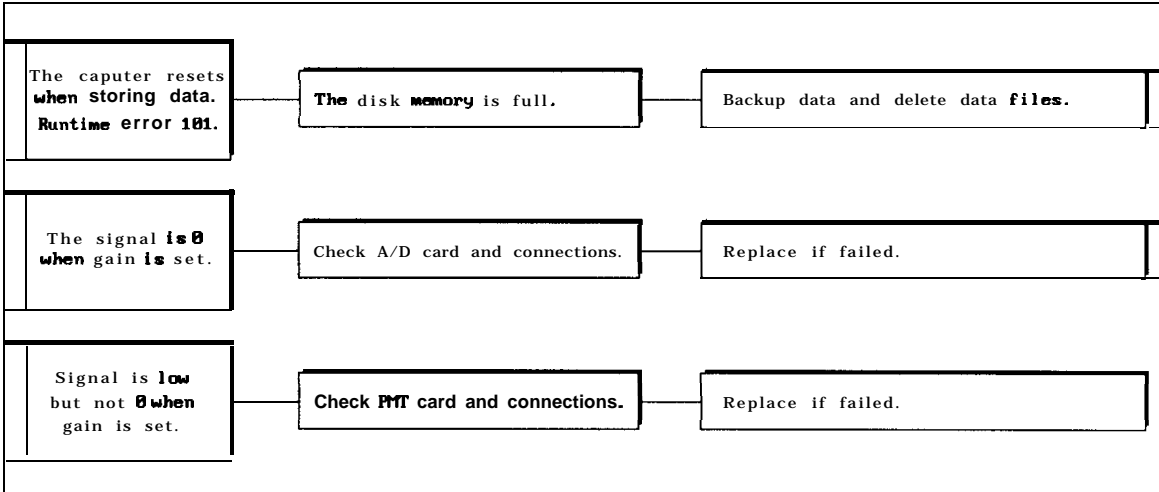 The caputer resets
when storing data.
Runtime error 101.
The disk memory is full.
Backup data and delete data files.
The signal is 0
when gain is set.
Check A/D card and connections.
Replace if failed.
Signal is low
but not 0 when
gain is set.
Check PMT card and connections.
Replace if failed.